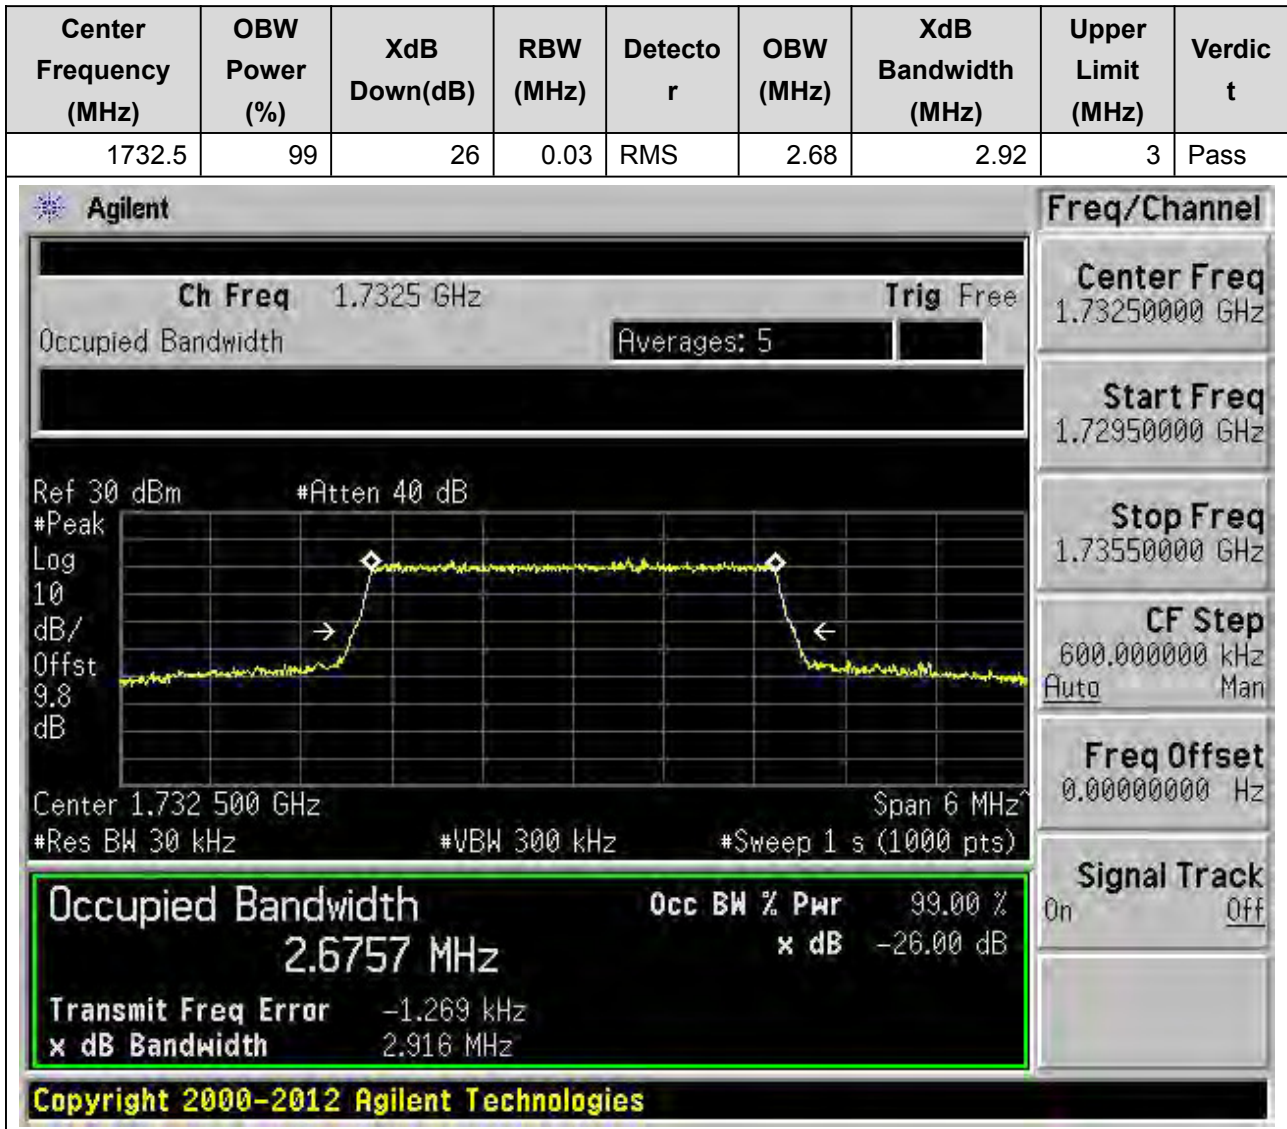 Center Frequency (MHz) OBW Power (%) XdB Down(dB) RBW (MHz) Detecto r OBW (MHz) XdB Bandwidth (MHz) Upper Limit (MHz) Verdic t
1732.5 99 26 0.03 RMS 2.68 2.92 3 Pass
Agilent
Freq/Channel
Ch Freq 1.7325 GHz Trig Free
Occupied Bandwidth Averages: 5
Center Freq
1.73250000 GHz
Start Freq
1.72950000 GHz
Stop Freq
1.73550000 GHz
CF Step
600.000000 kHz
Auto Man
Freq Offset
0.00000000 Hz
Signal Track
On Off
Ref 30 dBm #Atten 40 dB
#Peak
Log
10
dB/
Offst
9.8
dB
Center 1.732 500 GHz Span 6 MHz^
#Res BW 30 kHz #VBW 300 kHz #Sweep 1 s (1000 pts)
Occupied Bandwidth Occ BW % Pwr 99.00 %
2.6757 MHz x dB -26.00 dB
Transmit Freq Error -1.269 kHz
x dB Bandwidth 2.916 MHz
Copyright 2000-2012 Agilent Technologies